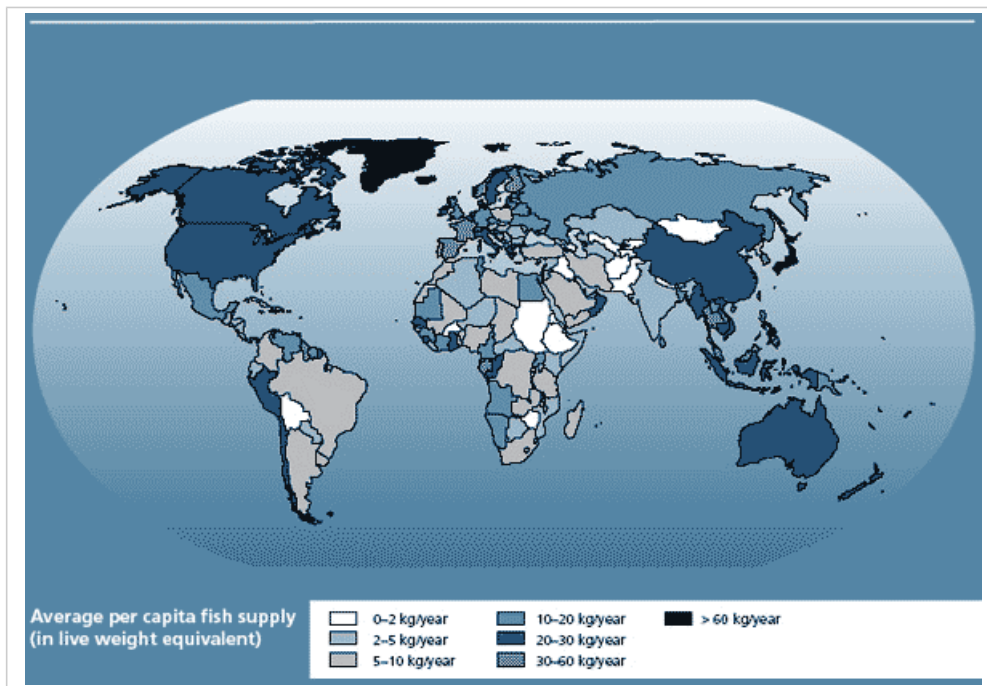 Average per capita fish supply
(in live weight equivalent)
0–2 kg/year
2–5 kg/year
5–10 kg/year
10–20 kg/year
20–30 kg/year
30–60 kg/year
> 60 kg/year